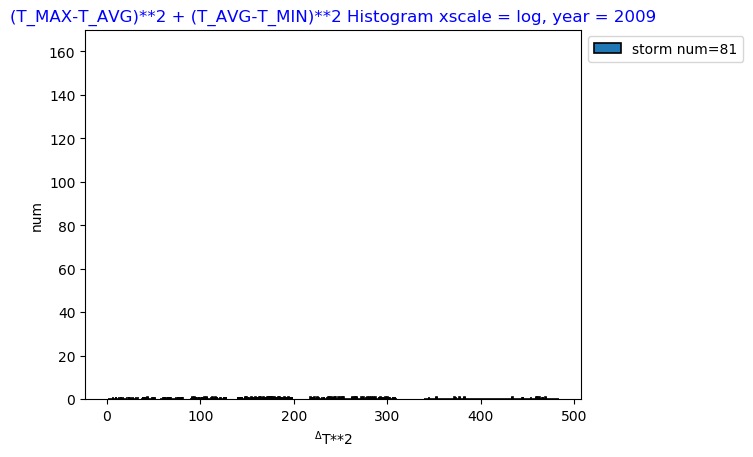 (T_MAX-T_AVG)**2 + (T_AVG-T_MIN)**2 Histogram xscale = log, year = 2009
storm num=81
num
160
140
120
100
80
60
40
20
0
0 100 200 300 400 500
ΔT**2